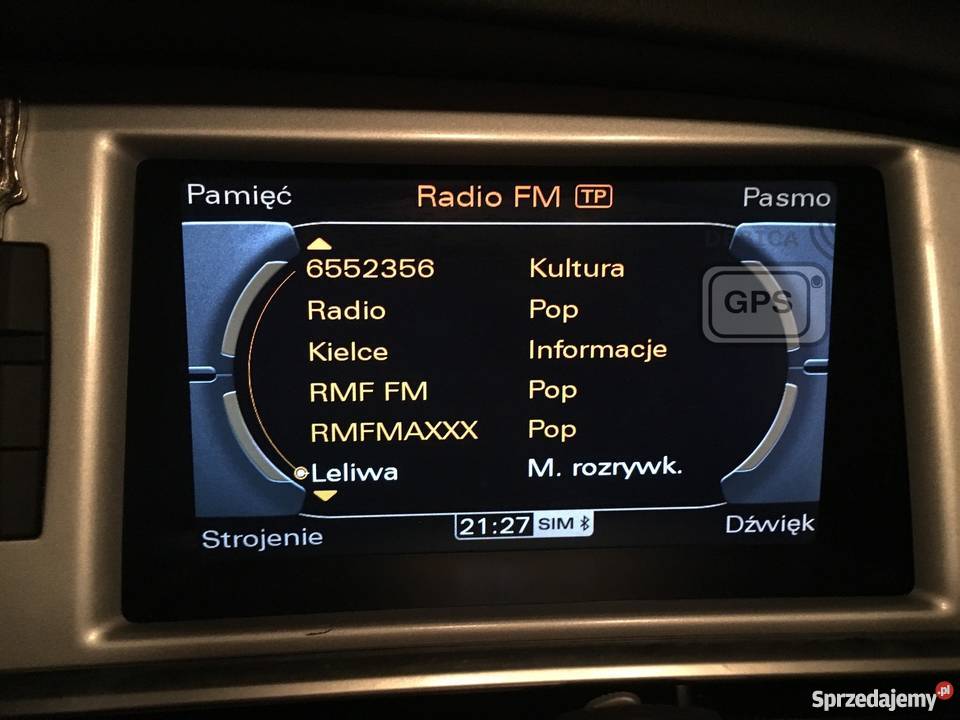 Pamięć Radio FM TP Pasmo
DĘBICA
GPS
6552356 Kultura
Radio Pop
Kielce Informacje
RMF FM Pop
RMFMAXXX Pop
Leliwa M. rozrywk.
Strojenie 21:27 SIM Dźwięk
Sprzedajemy.pl